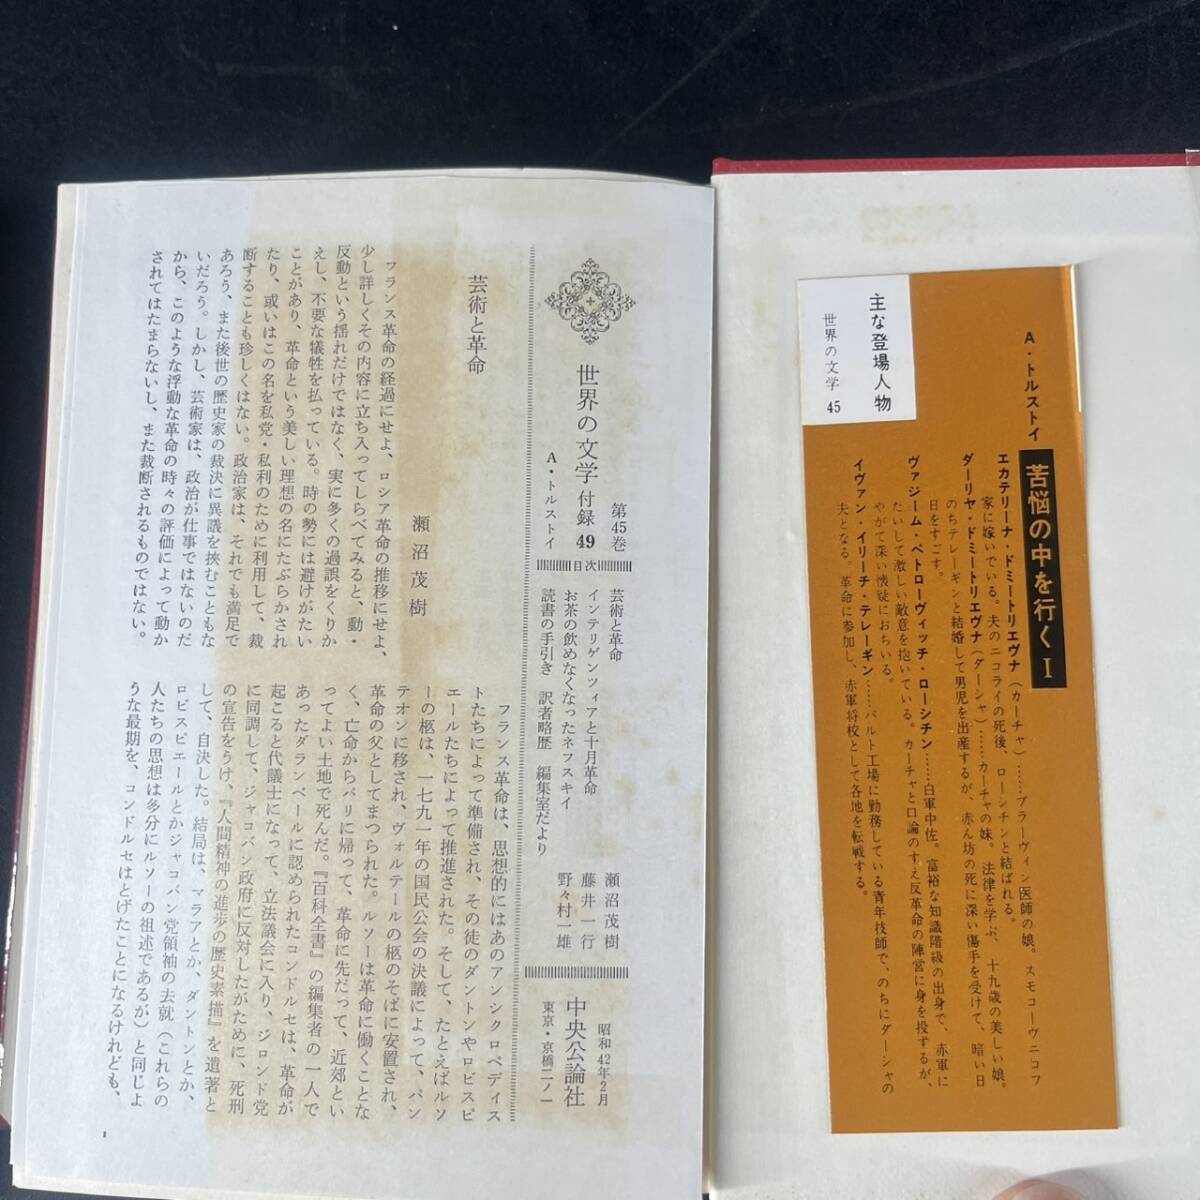 世界の文学 付録 49
第45巻
A・トルストイ
目次
芸術と革命 瀬沼茂樹
インテリゲンツィアと十月革命 藤井一行
お茶の飲めなくなったネフスキイ 野々村一雄
読書の手引き 訳者略歴 編集室だより
昭和42年2月
中央公論社
東京・京橋二ノ一
芸術と革命
瀬沼茂樹
フランス革命の経過にせよ、ロシア革命の推移にせよ、
少し詳しくその内容に立ち入ってしらべてみると、動・
反動という揺れだけではなく、実に多くの過誤をくりか
えし、不要な犠牲を払っている。時の勢には避けがたい
ことがあり、革命という美しい理想の名にたぶらかされ
たり、或いはこの名を私党・私利のために利用して、裁
断することも珍しくはない。政治家は、それでも満足で
あろう、また後世の歴史家の裁決に異議を挟むこともな
いだろう。しかし、芸術家は、政治が仕事ではないのだ
から、このような浮動な革命の時々の評価によって動か
されてはたまらないし、また裁断されるものではない。
フランス革命は、思想的にはあのアンシクロペディス
トたちによって準備され、その徒のダントンやロビスピ
エールたちによって推進された。そして、たとえばルソ
ーの柩は、一七九一年の国民公会の決議によって、パン
テオンに移され、ヴォルテールの柩のそばに安置され、
革命の父としてまつられた。ルソーは革命に働くことな
く、亡命からパリに帰って、革命に先だって、近郊とい
ってよい土地で死んだ。『百科全書』の編集者の一人で
あったダランベールに認められたコンドルセは、革命が
起こると代議士になって、立法議会に入り、ジロンド党
に同調して、ジャコバン政府に反対したがために、死刑
の宣告をうけ、『人間精神の進歩の歴史素描』を遺著と
して、自決した。結局は、マラアとか、ダントンとか、
ロビスピエールとかジャコバン党領袖の去就（これらの
人たちの思想は多分にルソーの祖述であるが）と同じよ
うな最期を、コンドルセはとげたことになるけれども、
1
主な登場人物
世界の文学 45
A・トルストイ 苦悩の中を行くⅠ
エカテリーナ・ドミートリエヴナ（カーチャ）……ブラーヴィン医師の娘。スモコーヴニコフ
家に嫁いでいる。夫のニコライの死後、ローシチンと結ばれる。
ダーリヤ・ドミートリエヴナ（ダーシャ）……カーチャの妹。法律を学ぶ、十九歳の美しい娘。
のちテレーギンと結婚して男児を出産するが、赤ん坊の死に深い傷手を受けて、暗い日
日をすごす。
ヴァジーム・ペトローヴィッチ・ローシチン……白軍中佐。富裕な知識階級の出身で、赤軍に
たいして激しい敵意を抱いている。カーチャと口論のすえ反革命の陣営に身を投ずるが、
やがて深い懐疑におちいる。
イヴァン・イリーチ・テレーギン……バルト工場に勤務している青年技師で、のちにダーシャの
夫となる。革命に参加し、赤軍将校として各地を転戦する。